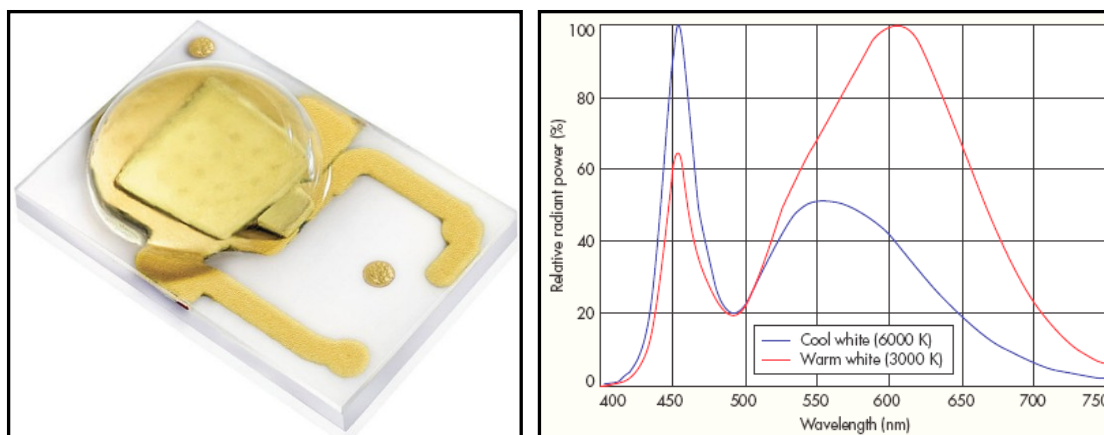 100
80
60
40
20
0
Relative radiant power (%)
Cool white (6000 K)
Warm white (3000 K)
400 450 500 550 600 650 700 750
Wavelength (nm)